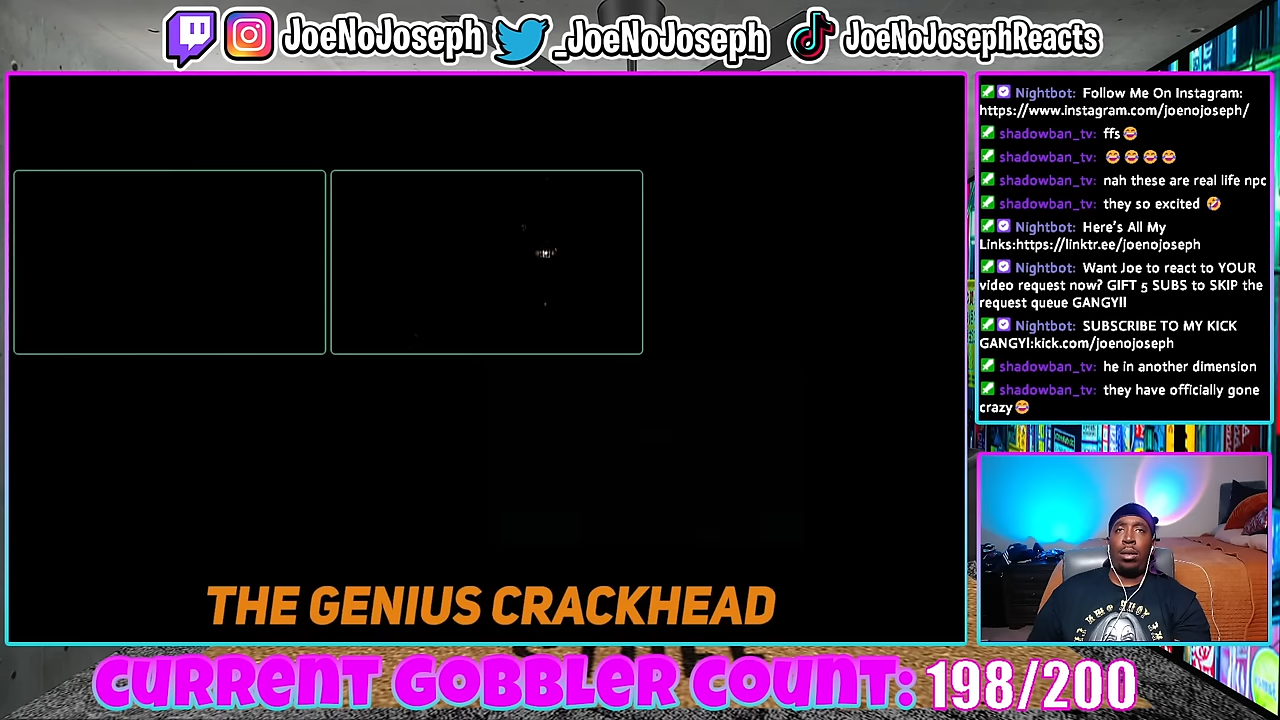 JoeNoJoseph
_JoeNoJoseph
JoeNoJosephReacts
Nightbot: Follow Me On Instagram:
https://www.instagram.com/joenojoseph/
shadowban_tv: ffs😂
shadowban_tv: 😂😂😂😂
shadowban_tv: nah these are real life npc
shadowban_tv: they so excited 🤣
Nightbot: Here's All My
Links:https://linktr.ee/joenojoseph
Nightbot: Want Joe to react to YOUR
video request now? GIFT 5 SUBS to SKIP the
request queue GANGY!!
Nightbot: SUBSCRIBE TO MY KICK
GANGY!:kick.com/joenojoseph
shadowban_tv: he in another dimension
shadowban_tv: they have officially gone
crazy😂
THE GENIUS CRACKHEAD
CURRENT GOBBLER COUNT: 198/200